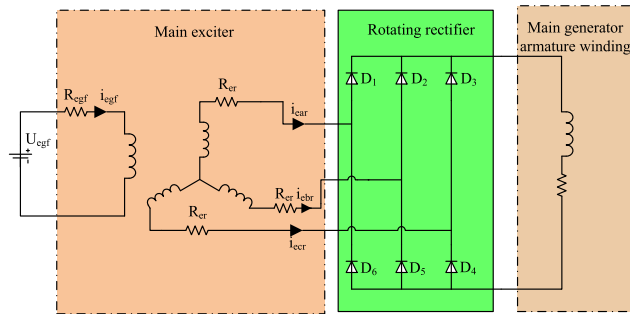 Main exciter
Rotating rectifier
Main generator
armature winding
R_egf
i_egf
R_er
i_ear
D_1
D_2
D_3
U_egf
+
R_er
i_ebr
R_er
i_ecr
D_6
D_5
D_4